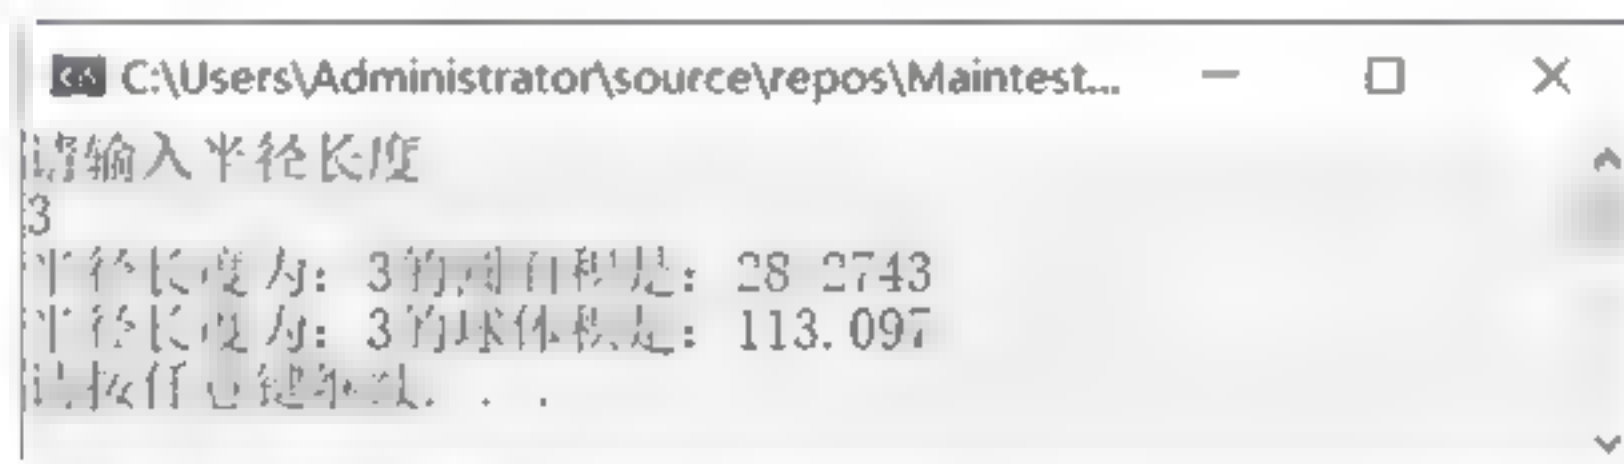 C:\Users\Administrator\source\repos\Maintest...
请输入半径长度
3
半径长度为：3的圆面积是：28.2743
半径长度为：3的球体积是：113.097
请按任意键继续. . .